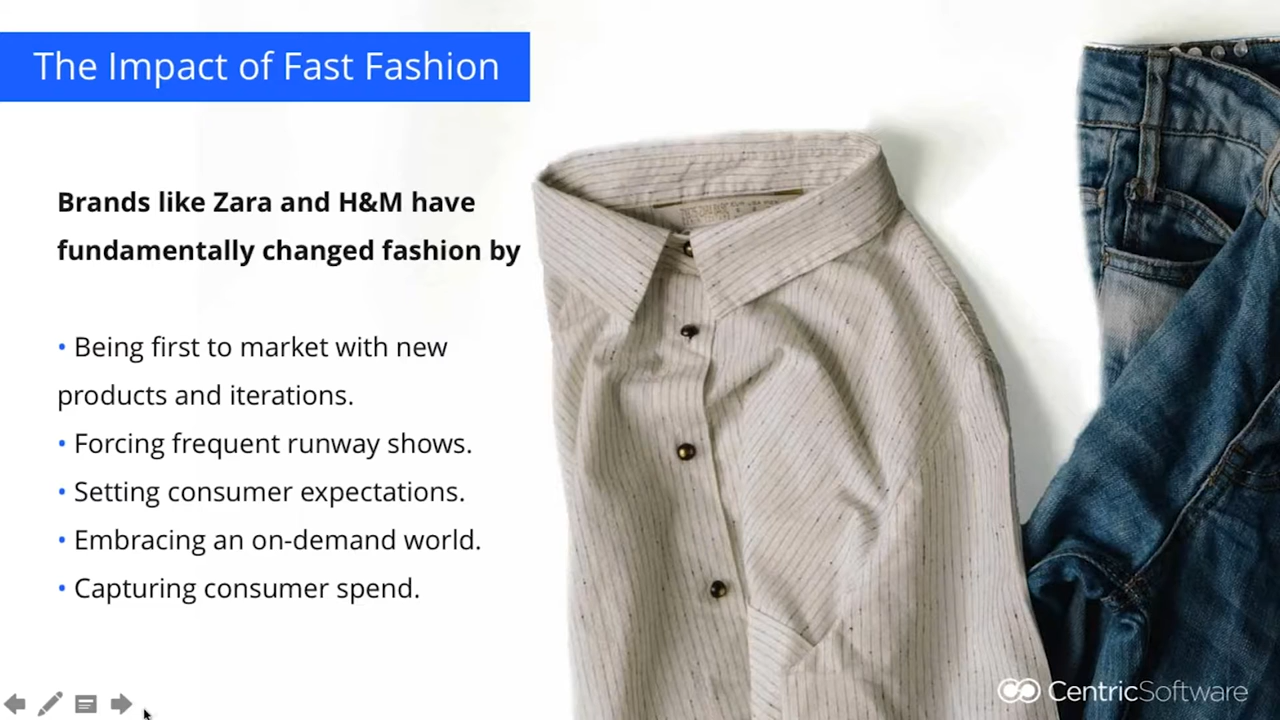 The Impact of Fast Fashion
Brands like Zara and H&M have
fundamentally changed fashion by
• Being first to market with new
products and iterations.
• Forcing frequent runway shows.
• Setting consumer expectations.
• Embracing an on-demand world.
• Capturing consumer spend.
CentricSoftware